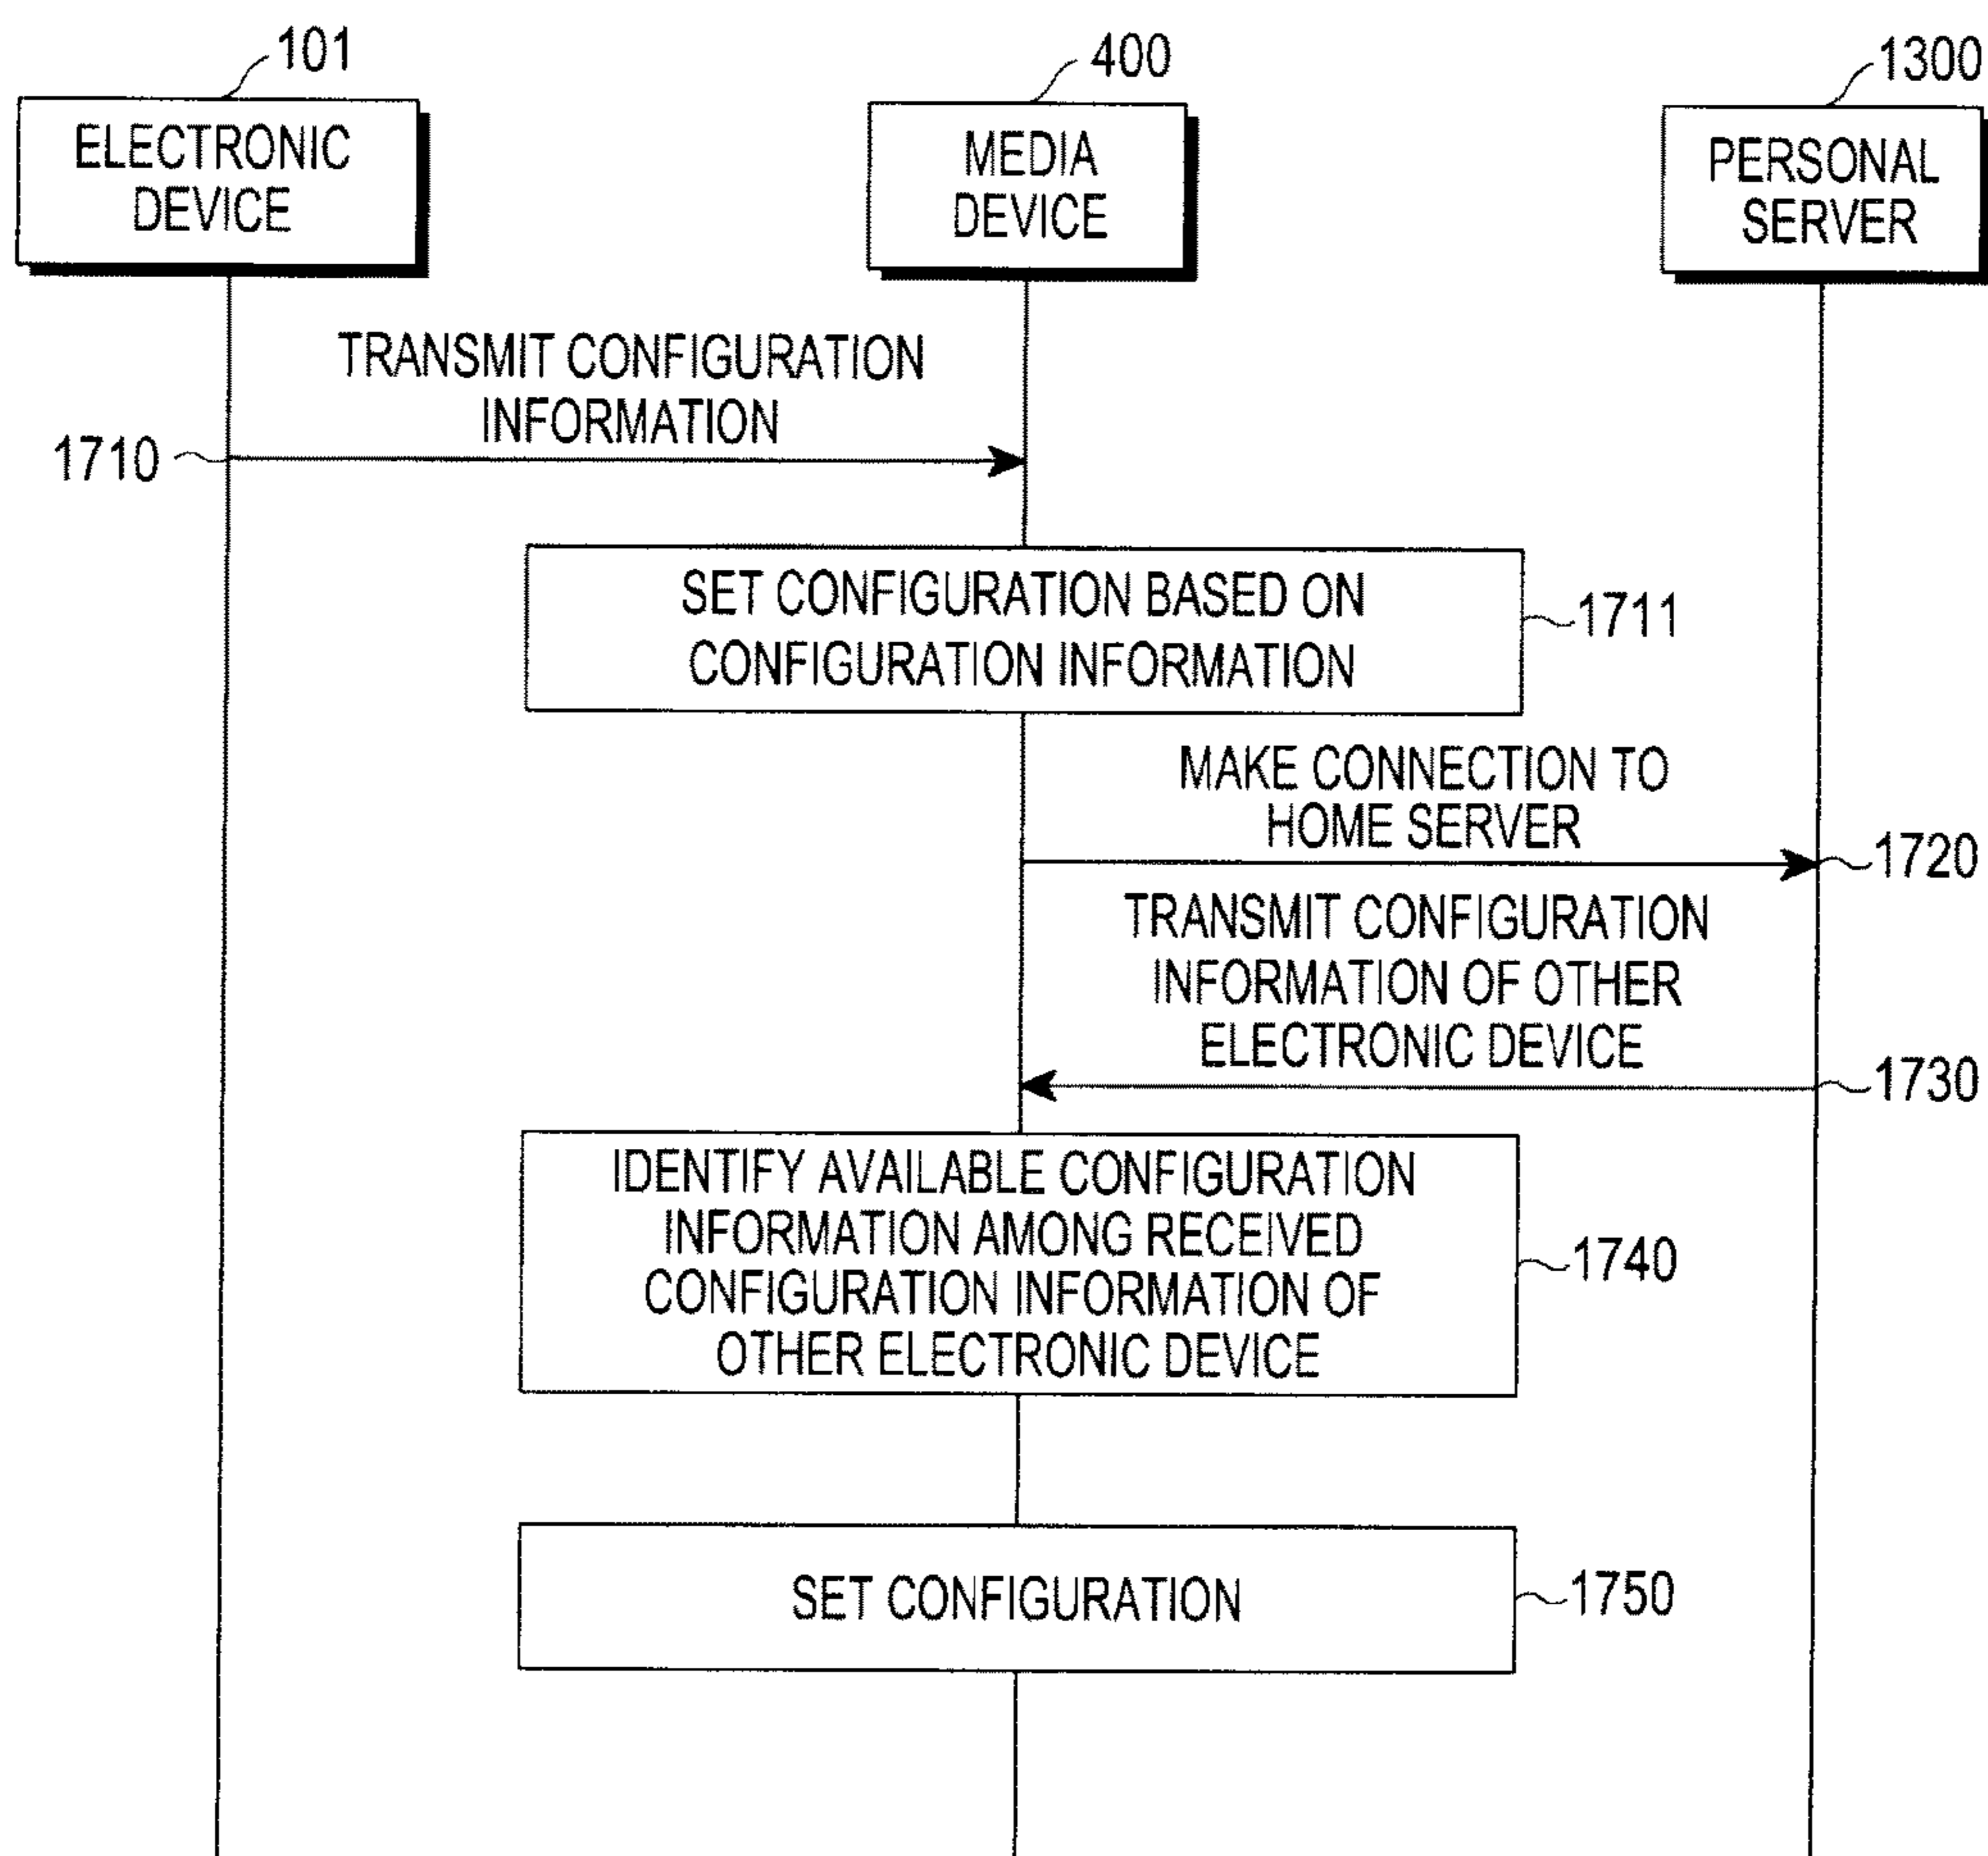 101
400
1300
ELECTRONIC
DEVICE
MEDIA
DEVICE
PERSONAL
SERVER
TRANSMIT CONFIGURATION
INFORMATION
1710
SET CONFIGURATION BASED ON
CONFIGURATION INFORMATION
1711
MAKE CONNECTION TO
HOME SERVER
1720
TRANSMIT CONFIGURATION
INFORMATION OF OTHER
ELECTRONIC DEVICE
1730
IDENTIFY AVAILABLE CONFIGURATION
INFORMATION AMONG RECEIVED
CONFIGURATION INFORMATION OF
OTHER ELECTRONIC DEVICE
1740
SET CONFIGURATION
1750